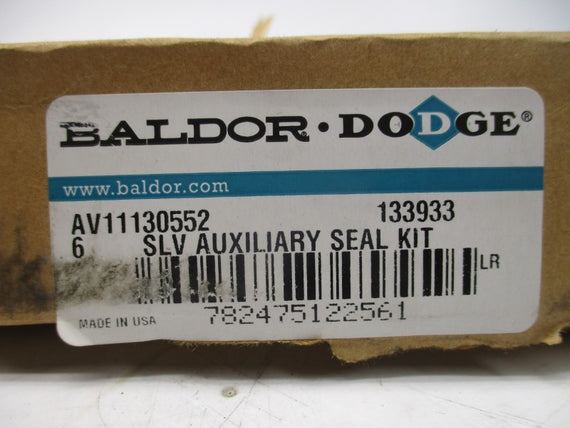 BALDOR · DODGE®
www.baldor.com
AV11130552 133933
6 SLV AUXILIARY SEAL KIT
LR
MADE IN USA 782475122561